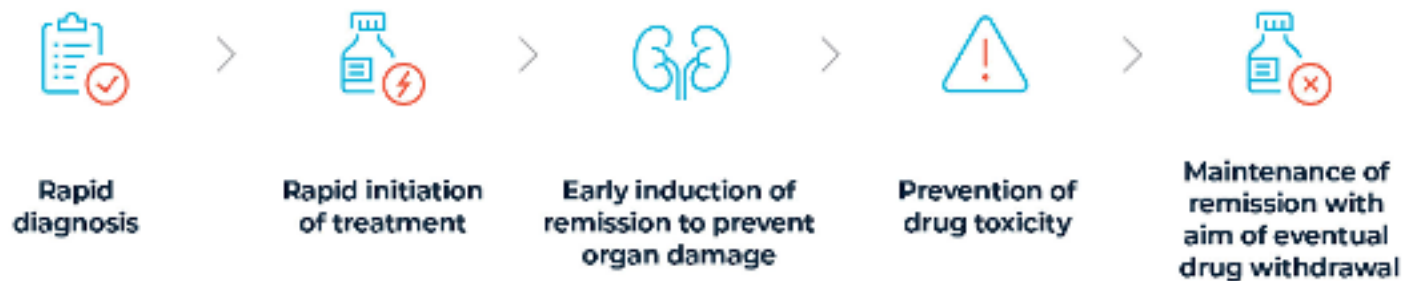 Rapid
diagnosis
Rapid initiation
of treatment
Early induction of
remission to prevent
organ damage
Prevention of
drug toxicity
Maintenance of
remission with
aim of eventual
drug withdrawal